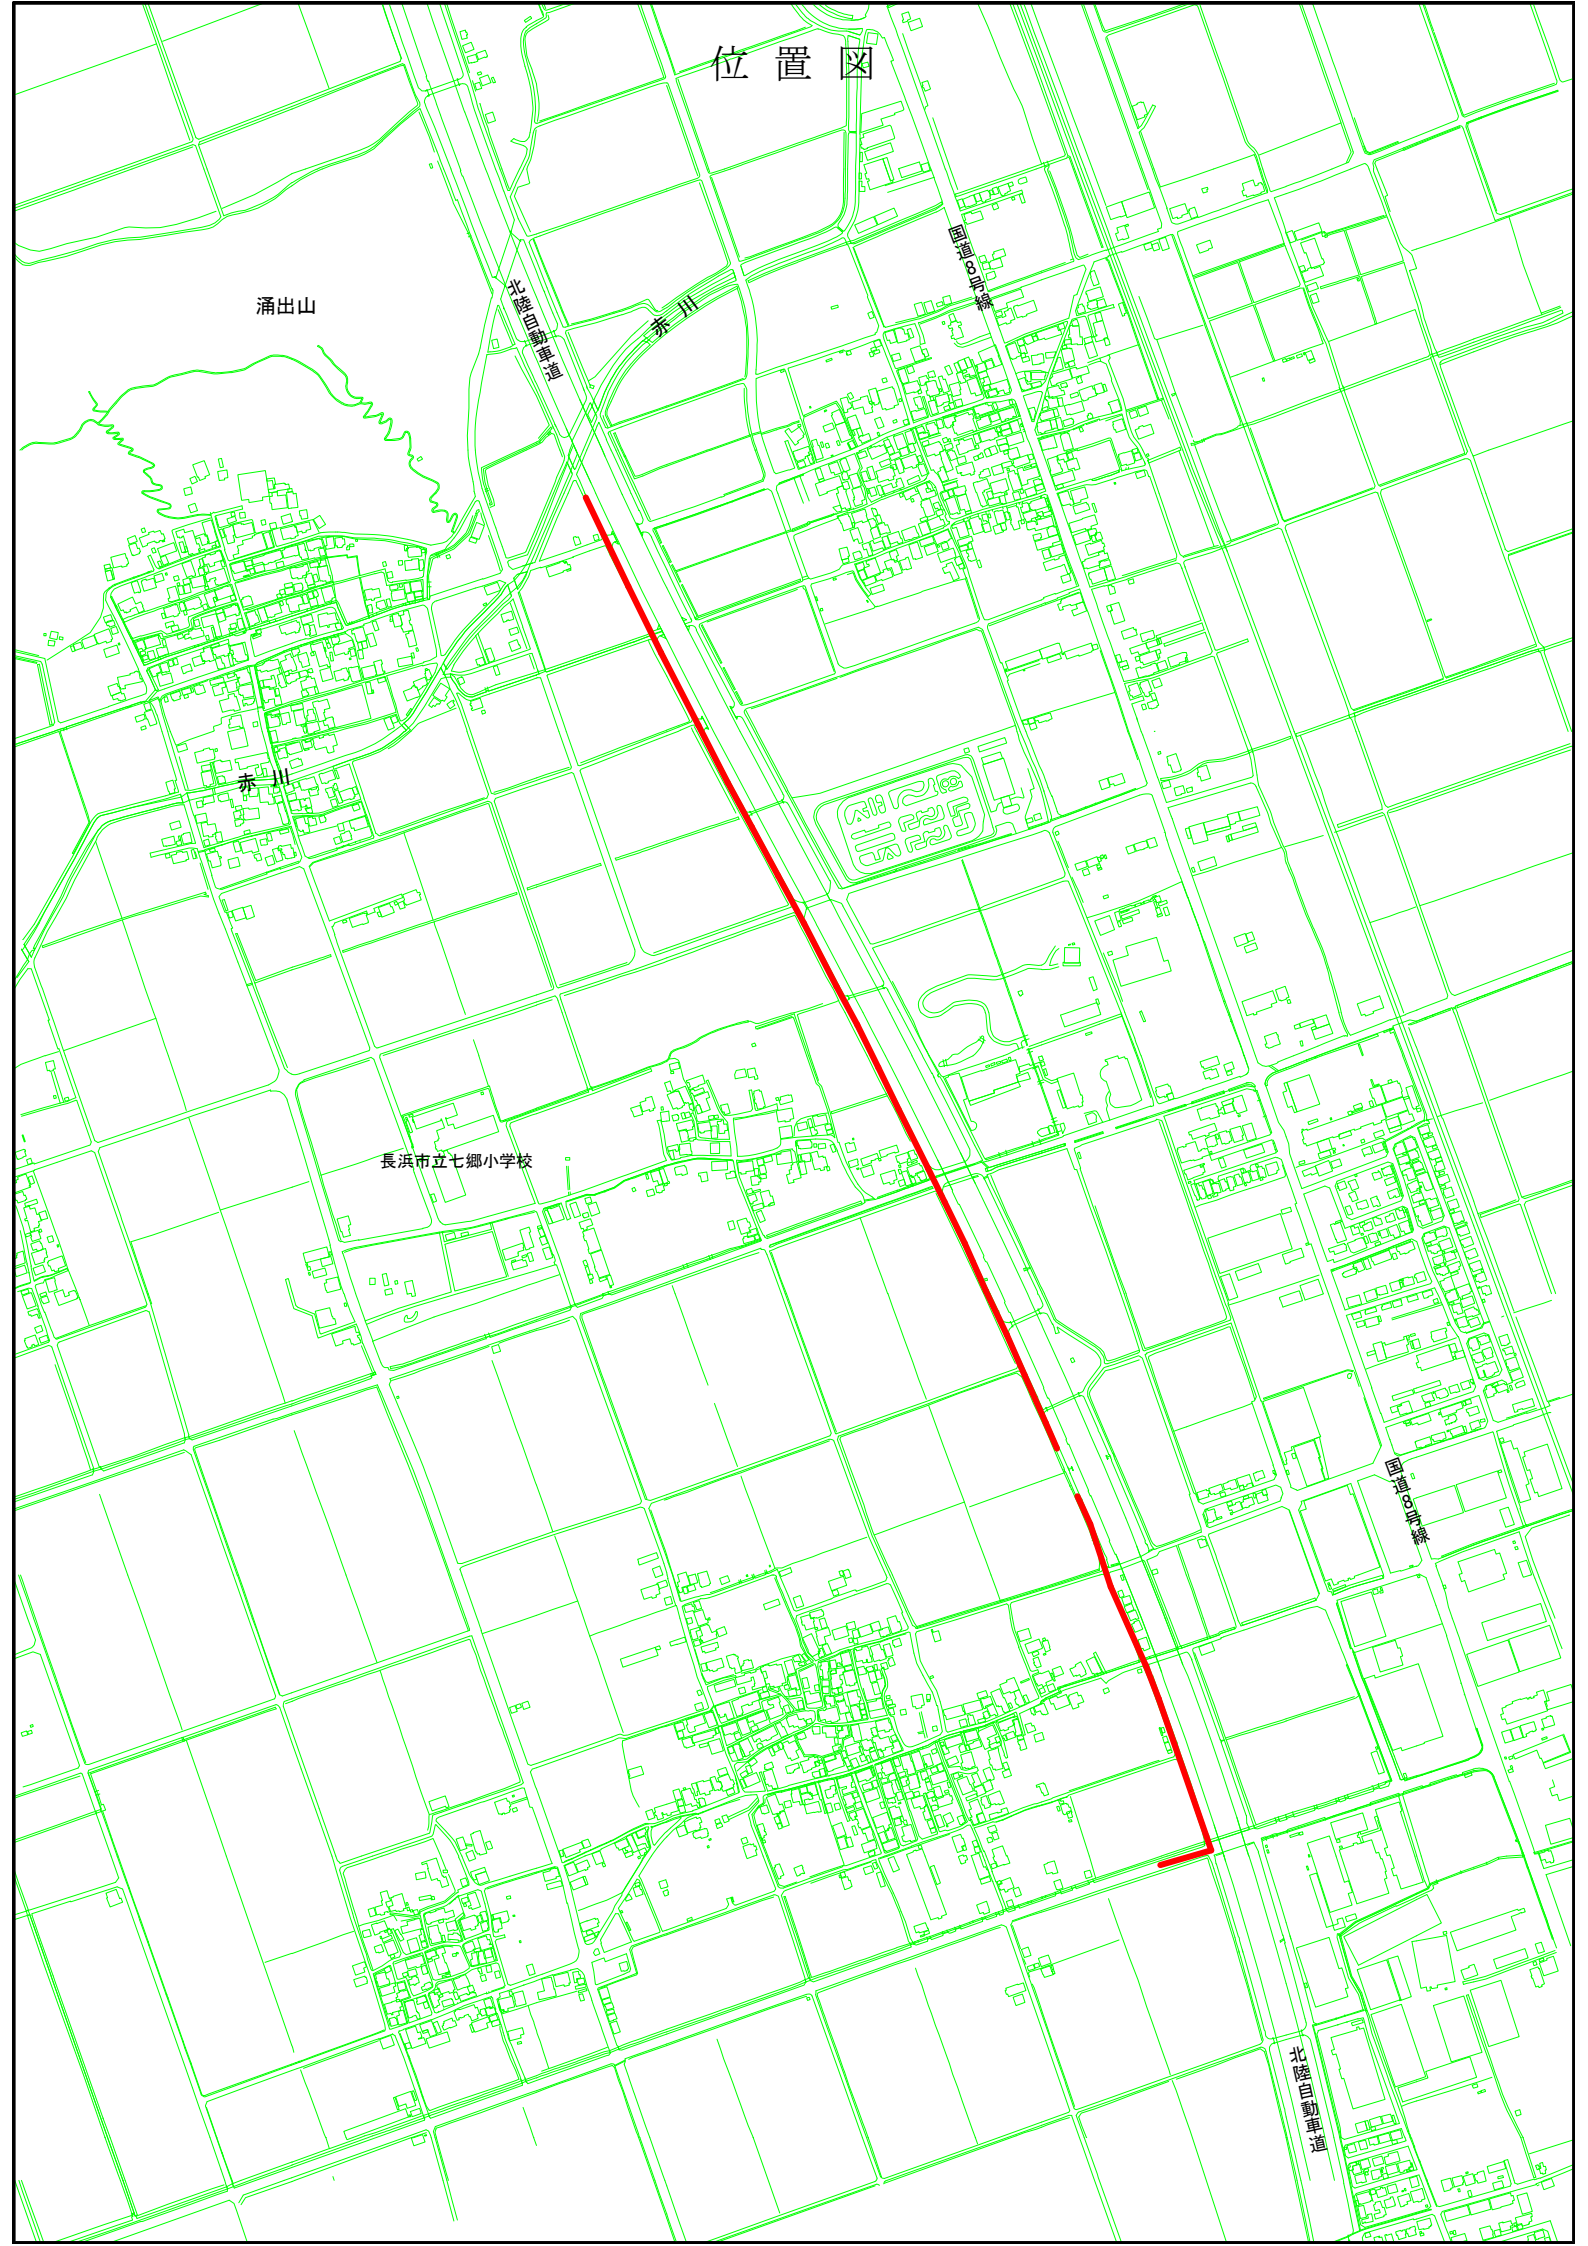 位置図
国道8号線
北陸自動車道
涌出山
赤川
赤川
長浜市立七郷小学校
国道8号線
北陸自動車道